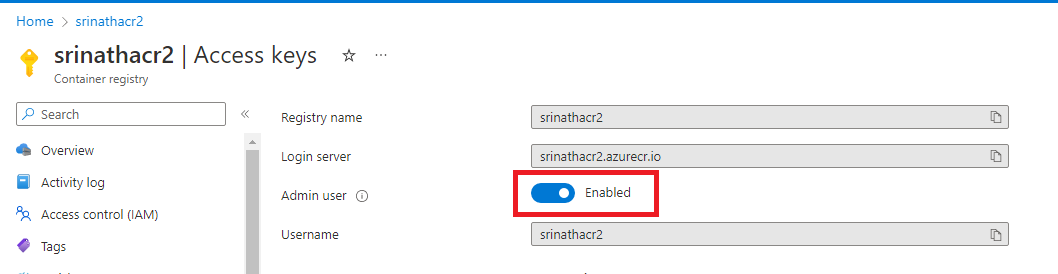 Home > srinathacr2
srinathacr2 | Access keys ☆ ...
Container registry
Search «
Overview
Activity log
Access control (IAM)
Tags
Registry name srinathacr2
Login server srinathacr2.azurecr.io
Admin user Enabled
Username srinathacr2